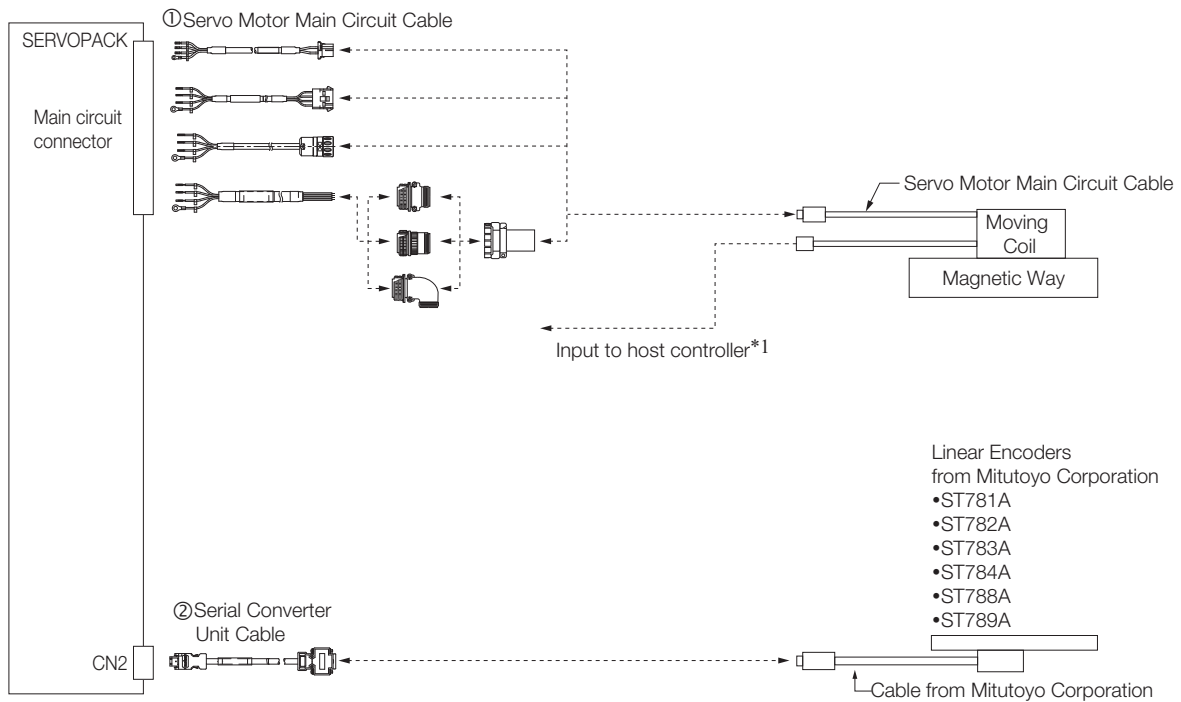 ①Servo Motor Main Circuit Cable
SERVOPACK
Main circuit
connector
Servo Motor Main Circuit Cable
Moving
Coil
Magnetic Way
Input to host controller*1
Linear Encoders
from Mitutoyo Corporation
•ST781A
•ST782A
•ST783A
•ST784A
•ST788A
•ST789A
②Serial Converter
Unit Cable
CN2
Cable from Mitutoyo Corporation